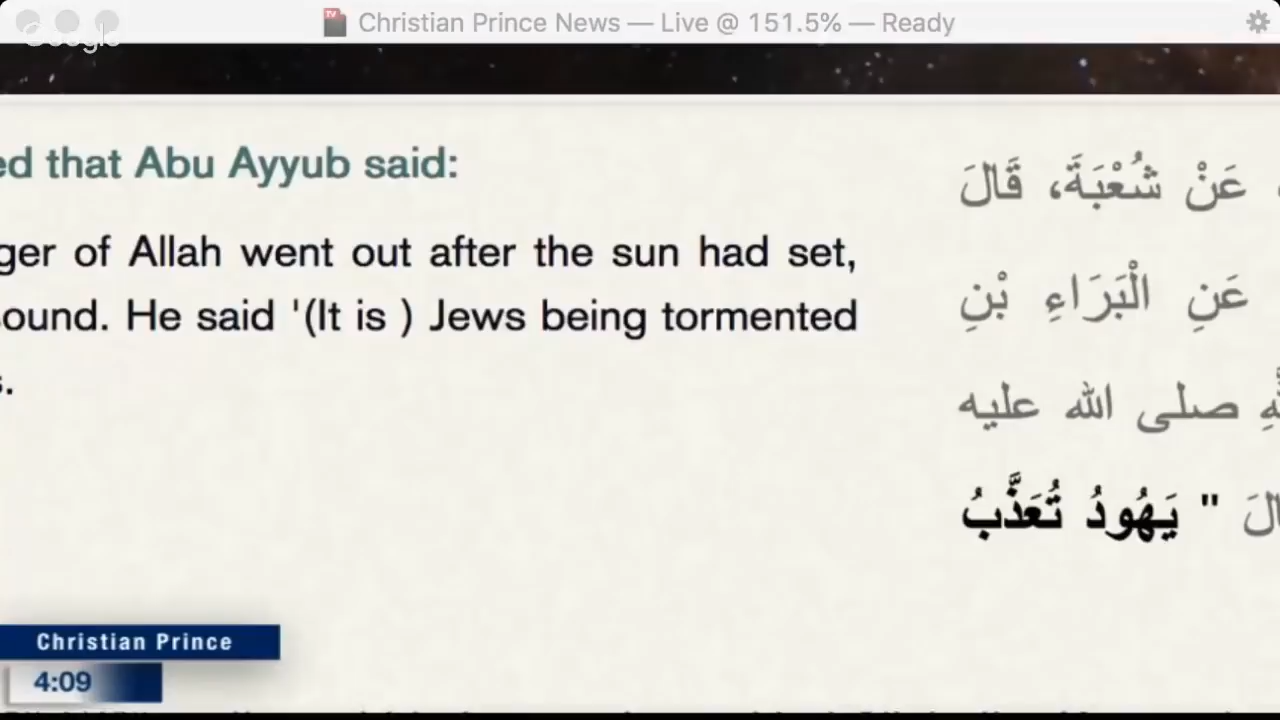 Christian Prince News — Live @ 151.5% — Ready
Google
ed that Abu Ayyub said:
ger of Allah went out after the sun had set,
ound. He said '(It is ) Jews being tormented
s.
عَنْ شُعْبَةَ، قَالَ
عَنِ الْبَرَاءِ بْنِ
صلى الله عليه
" يَهُودُ تُعَذَّبُ
Christian Prince
4:09